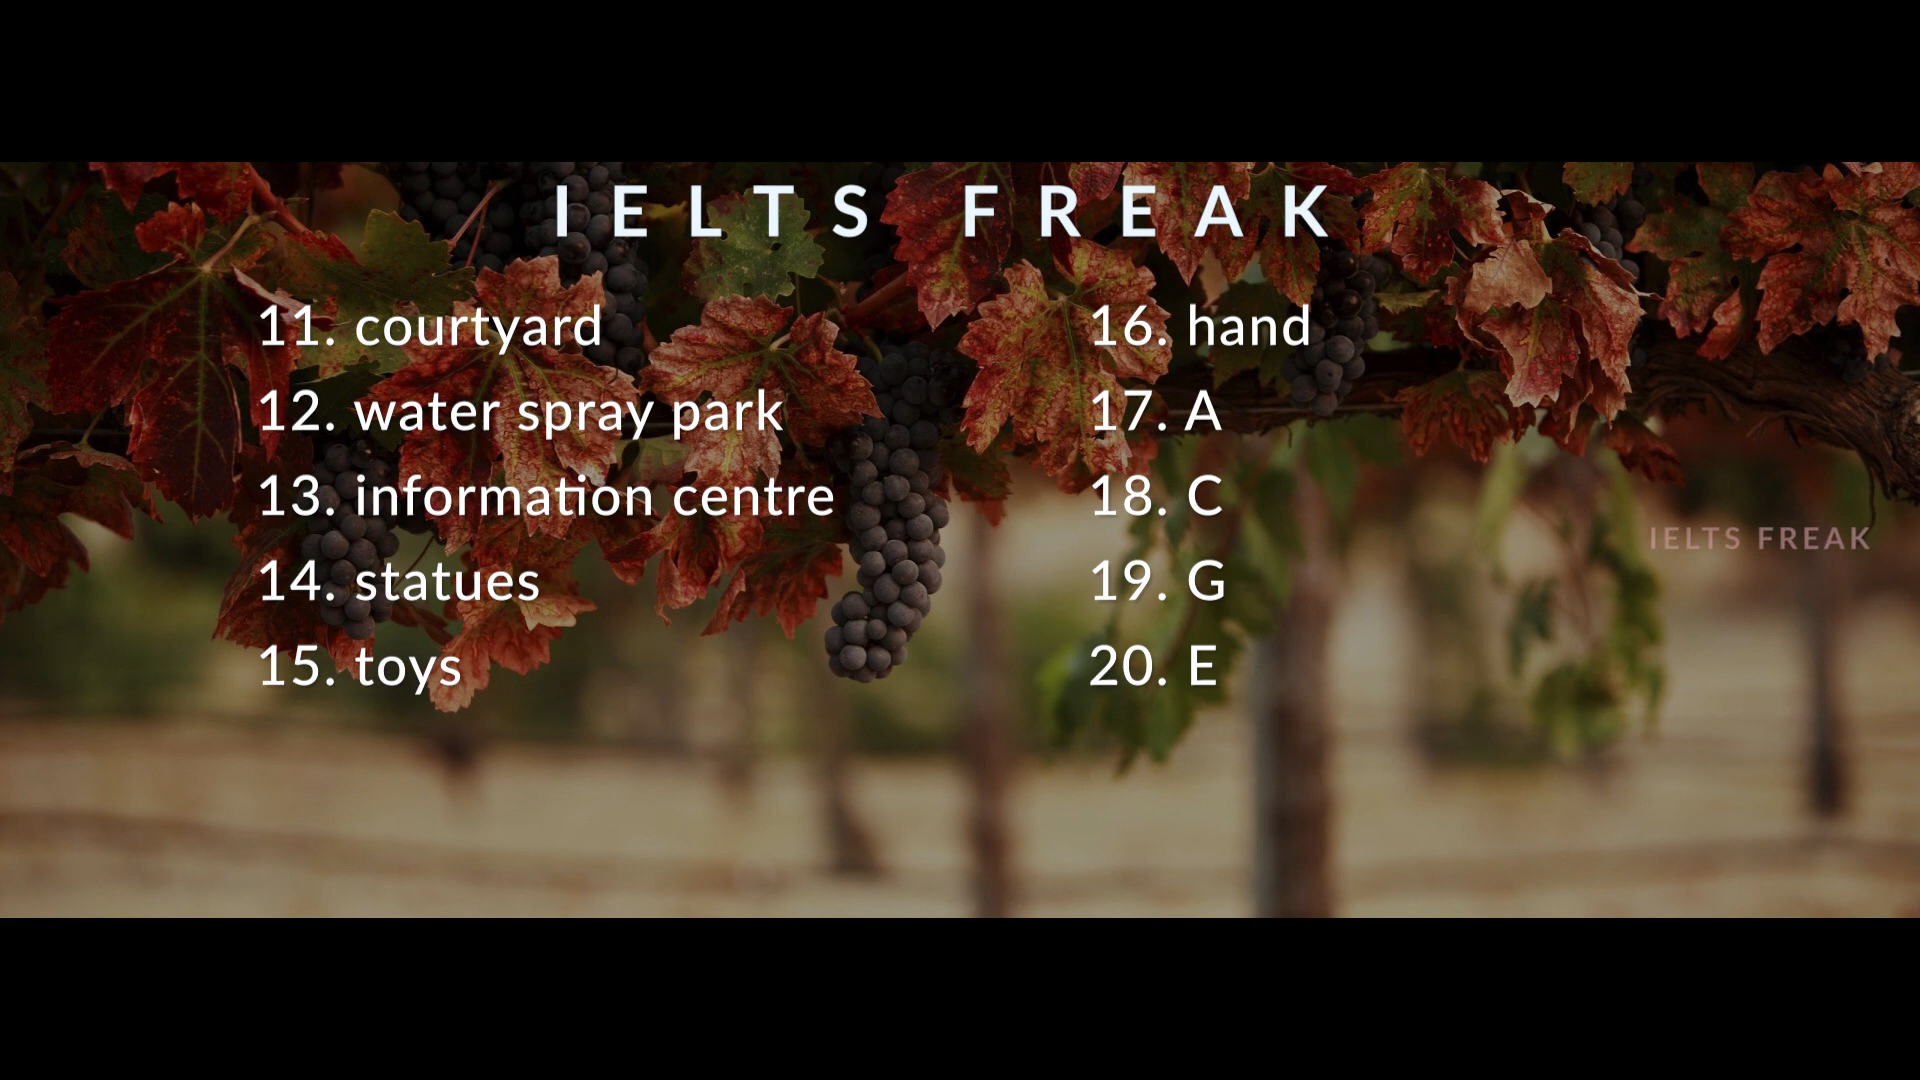 IELTS FREAK
11. courtyard
12. water spray park
13. information centre
14. statues
15. toys
16. hand
17. A
18. C
19. G
20. E
IELTS FREAK